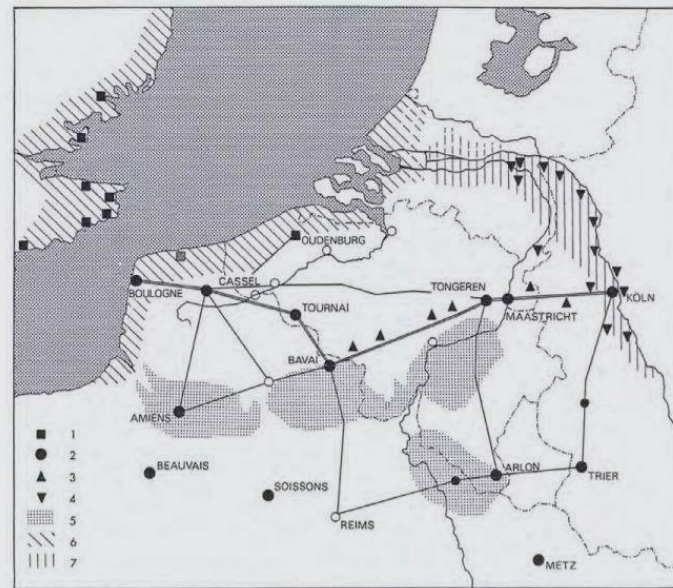 OUDENBURG
CASSEL
BOULOGNE
TOURNAI
TONGEREN
MAASTRICHT
KÖLN
BAVAI
AMIENS
BEAUVAIS
SOISSONS
ARLON
TRIER
REIMS
METZ
1
2
3
4
5
6
7